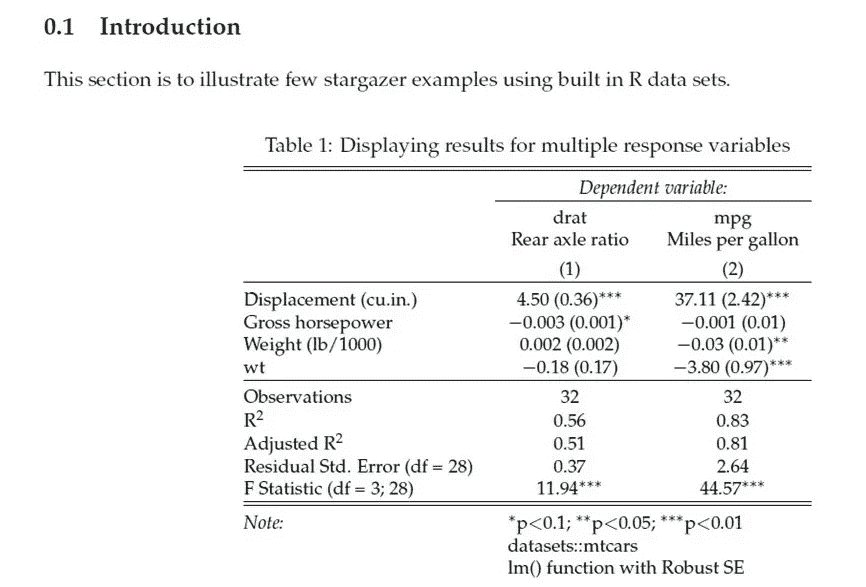 0.1 Introduction
This section is to illustrate few stargazer examples using built in R data sets.
Table 1: Displaying results for multiple response variables
Dependent variable:
drat mpg
Rear axle ratio Miles per gallon
(1) (2)
Displacement (cu.in.) 4.50 (0.36)*** 37.11 (2.42)***
Gross horsepower −0.003 (0.001)* −0.001 (0.01)
Weight (lb/1000) 0.002 (0.002) −0.03 (0.01)**
wt −0.18 (0.17) −3.80 (0.97)***
Observations 32 32
R² 0.56 0.83
Adjusted R² 0.51 0.81
Residual Std. Error (df = 28) 0.37 2.64
F Statistic (df = 3; 28) 11.94*** 44.57***
Note: *p<0.1; **p<0.05; ***p<0.01
datasets::mtcars
lm() function with Robust SE